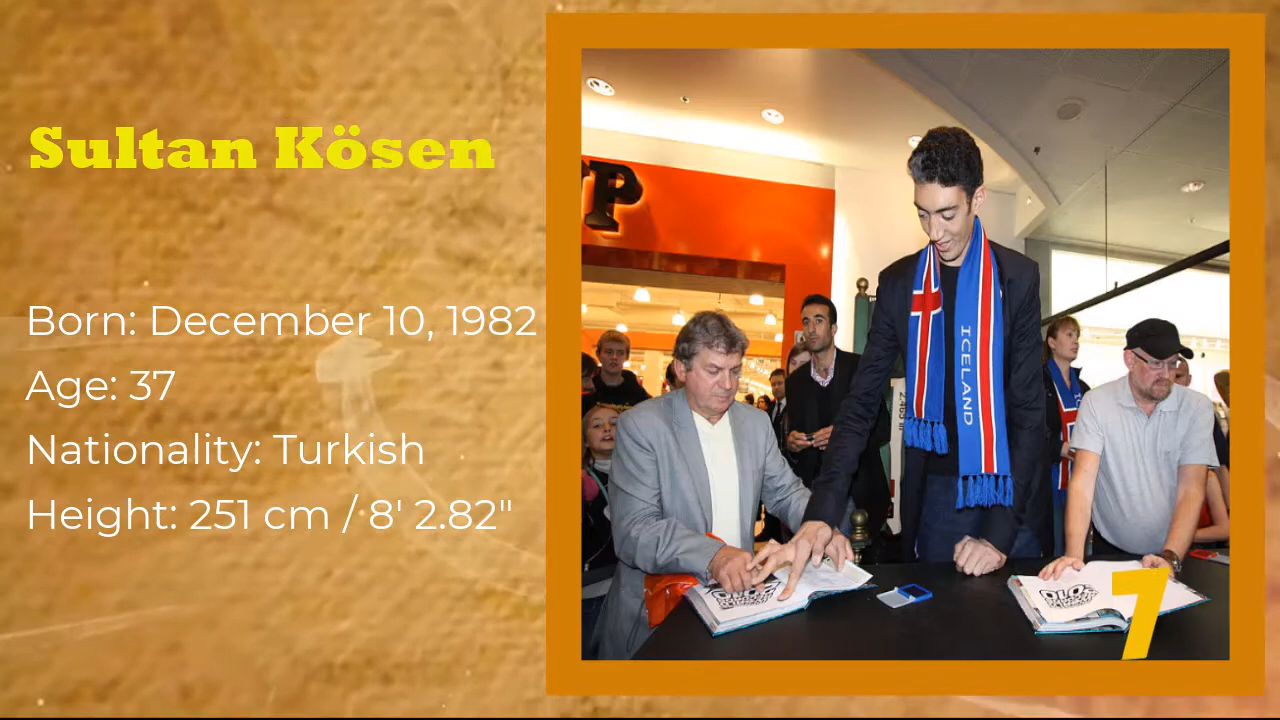 Sultan Kösen
Born: December 10, 1982
Age: 37
Nationality: Turkish
Height: 251 cm / 8' 2.82"
P
ICELAND
7